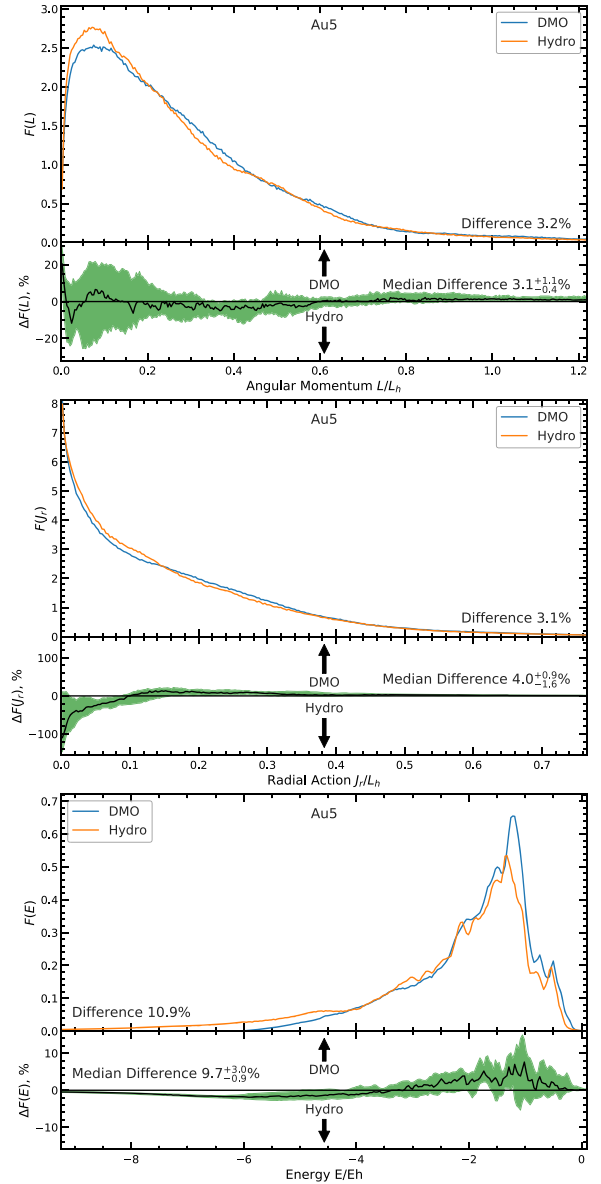 Au5
DMO
Hydro
3.0
2.5
2.0
1.5
1.0
0.5
0.0
F(L)
Difference 3.2%
20
0
−20
ΔF(L), %
DMO
Hydro
Median Difference 3.1+1.1−0.4%
0.0 0.2 0.4 0.6 0.8 1.0 1.2
Angular Momentum L/Lh
Au5
DMO
Hydro
8
7
6
5
4
3
2
1
0
F(Jr)
Difference 3.1%
100
0
−100
ΔF(Jr), %
DMO
Hydro
Median Difference 4.0+0.9−1.6%
0.0 0.1 0.2 0.3 0.4 0.5 0.6 0.7
Radial Action Jr/Lh
DMO
Hydro
Au5
0.7
0.6
0.5
0.4
0.3
0.2
0.1
0.0
F(E)
Difference 10.9%
10
0
−10
ΔF(E), %
Median Difference 9.7+3.0−0.9%
DMO
Hydro
−8 −6 −4 −2 0
Energy E/Eh